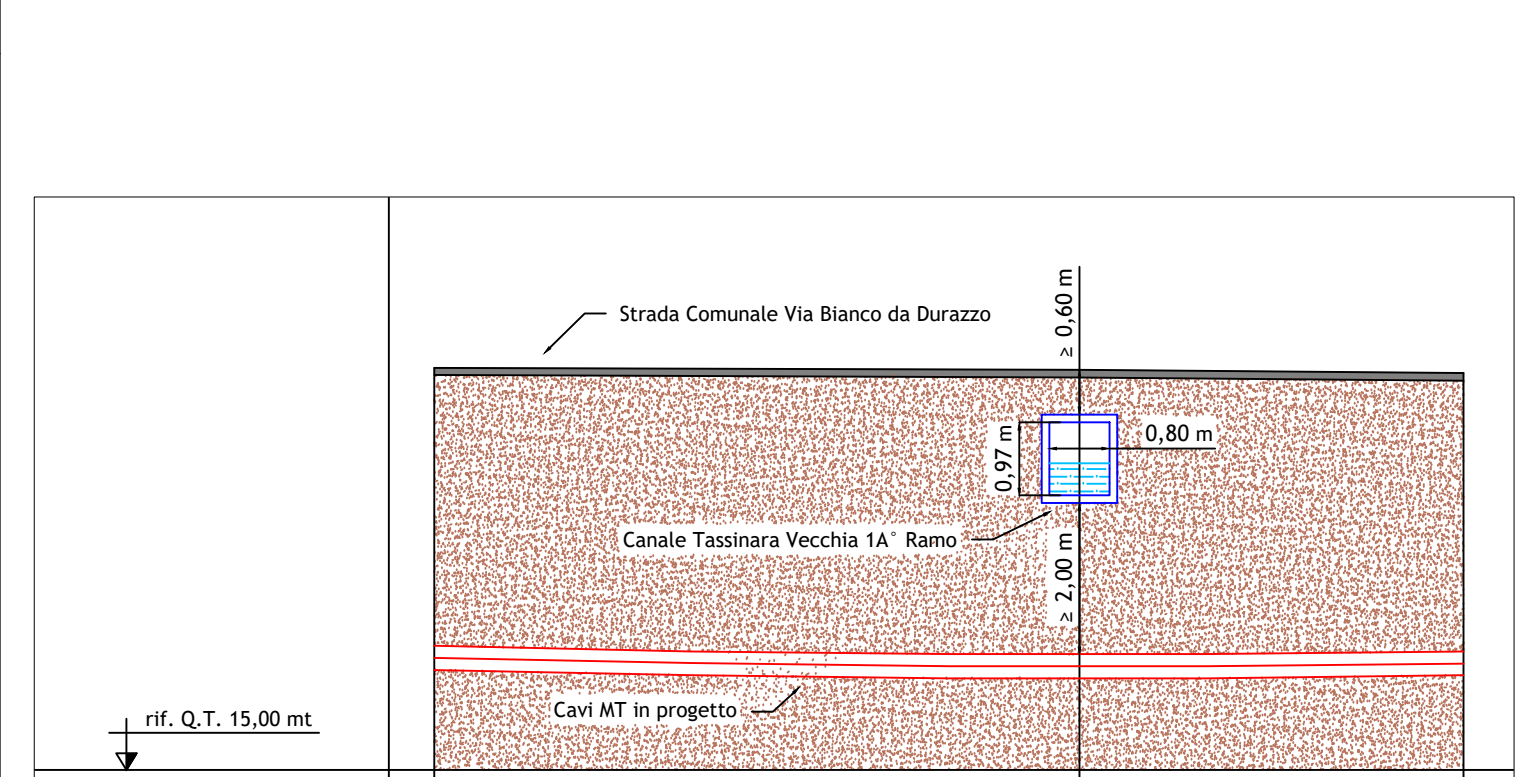 Strada Comunale Via Bianco da Durazzo
≥ 0,60 m
0,97 m
0,80 m
Canale Tassinara Vecchia 1A° Ramo
≥ 2,00 m
Cavi MT in progetto
rif. Q.T. 15,00 mt